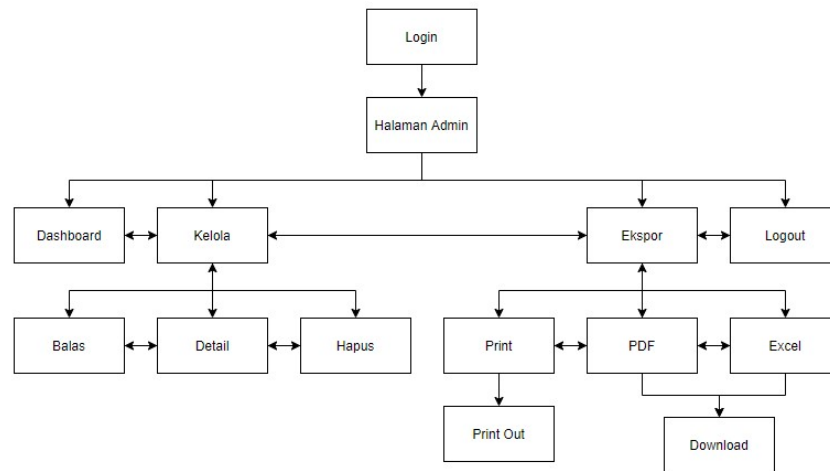 Login
Halaman Admin
Dashboard
Kelola
Ekspor
Logout
Balas
Detail
Hapus
Print
PDF
Excel
Print Out
Download